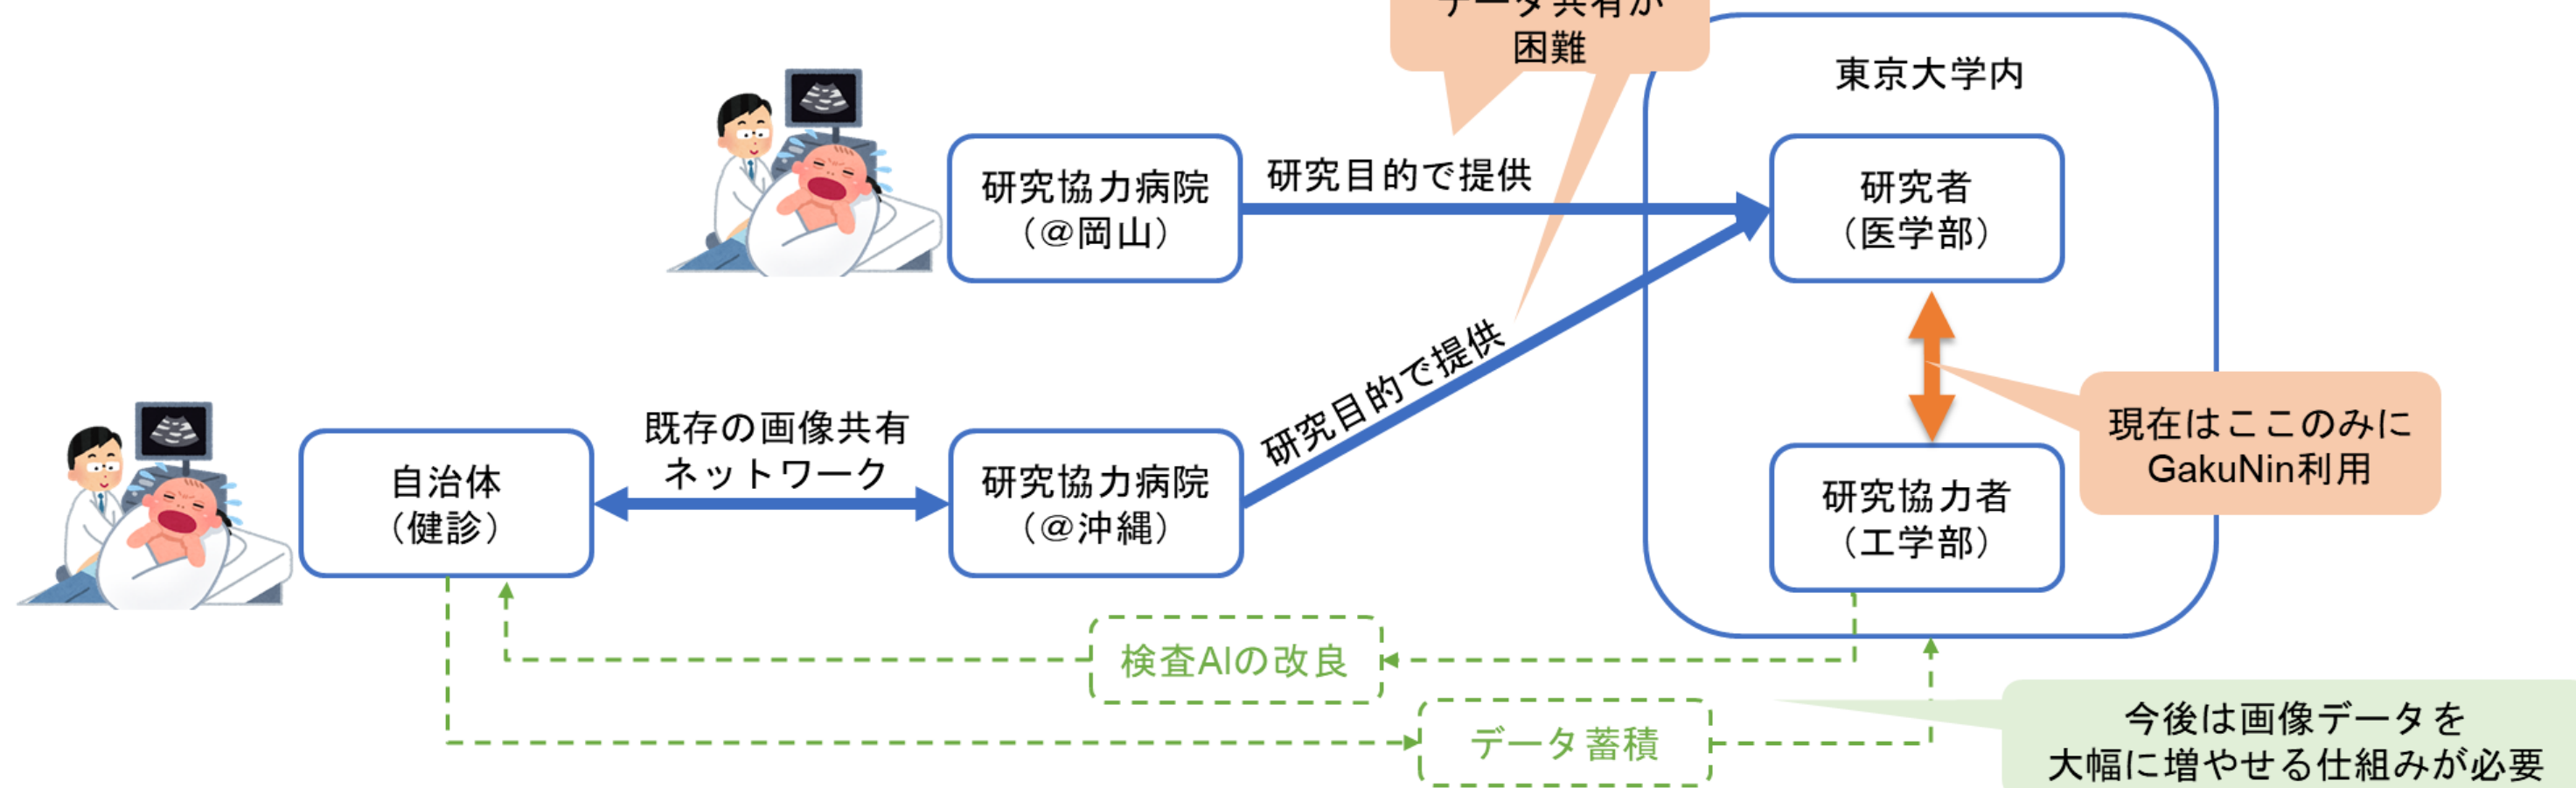 データ共有が
困難
東京大学内
研究協力病院
（＠岡山）
研究目的で提供
研究者
（医学部）
既存の画像共有
ネットワーク
研究目的で提供
現在はここのみに
GakuNin利用
自治体
（健診）
研究協力病院
（＠沖縄）
研究協力者
（工学部）
検査AIの改良
データ蓄積
今後は画像データを
大幅に増やせる仕組みが必要